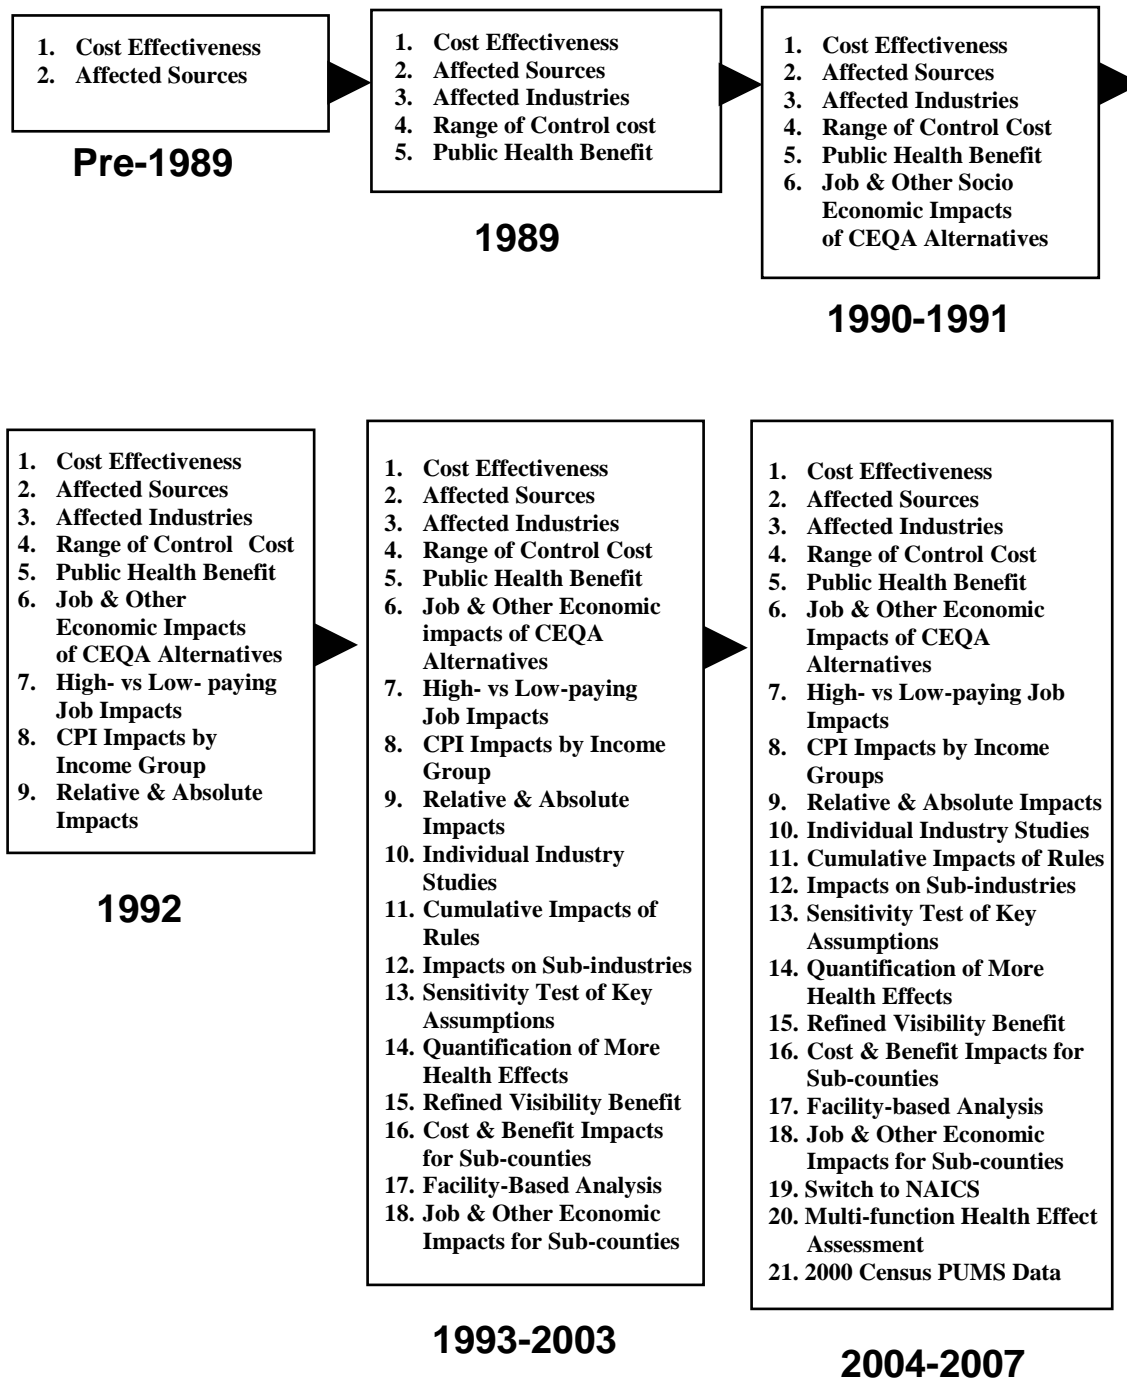 1. Cost Effectiveness
2. Affected Sources
Pre-1989
1. Cost Effectiveness
2. Affected Sources
3. Affected Industries
4. Range of Control cost
5. Public Health Benefit
1989
1. Cost Effectiveness
2. Affected Sources
3. Affected Industries
4. Range of Control Cost
5. Public Health Benefit
6. Job & Other Socio
Economic Impacts
of CEQA Alternatives
1990-1991
1. Cost Effectiveness
2. Affected Sources
3. Affected Industries
4. Range of Control Cost
5. Public Health Benefit
6. Job & Other
Economic Impacts
of CEQA Alternatives
7. High- vs Low- paying
Job Impacts
8. CPI Impacts by
Income Group
9. Relative & Absolute
Impacts
1992
1. Cost Effectiveness
2. Affected Sources
3. Affected Industries
4. Range of Control Cost
5. Public Health Benefit
6. Job & Other Economic
impacts of CEQA
Alternatives
7. High- vs Low-paying
Job Impacts
8. CPI Impacts by Income
Group
9. Relative & Absolute
Impacts
10. Individual Industry
Studies
11. Cumulative Impacts of
Rules
12. Impacts on Sub-industries
13. Sensitivity Test of Key
Assumptions
14. Quantification of More
Health Effects
15. Refined Visibility Benefit
16. Cost & Benefit Impacts
for Sub-counties
17. Facility-Based Analysis
18. Job & Other Economic
Impacts for Sub-counties
1993-2003
1. Cost Effectiveness
2. Affected Sources
3. Affected Industries
4. Range of Control Cost
5. Public Health Benefit
6. Job & Other Economic
Impacts of CEQA
Alternatives
7. High- vs Low-paying Job
Impacts
8. CPI Impacts by Income
Groups
9. Relative & Absolute Impacts
10. Individual Industry Studies
11. Cumulative Impacts of Rules
12. Impacts on Sub-industries
13. Sensitivity Test of Key
Assumptions
14. Quantification of More
Health Effects
15. Refined Visibility Benefit
16. Cost & Benefit Impacts for
Sub-counties
17. Facility-based Analysis
18. Job & Other Economic
Impacts for Sub-counties
19. Switch to NAICS
20. Multi-function Health Effect
Assessment
21. 2000 Census PUMS Data
2004-2007